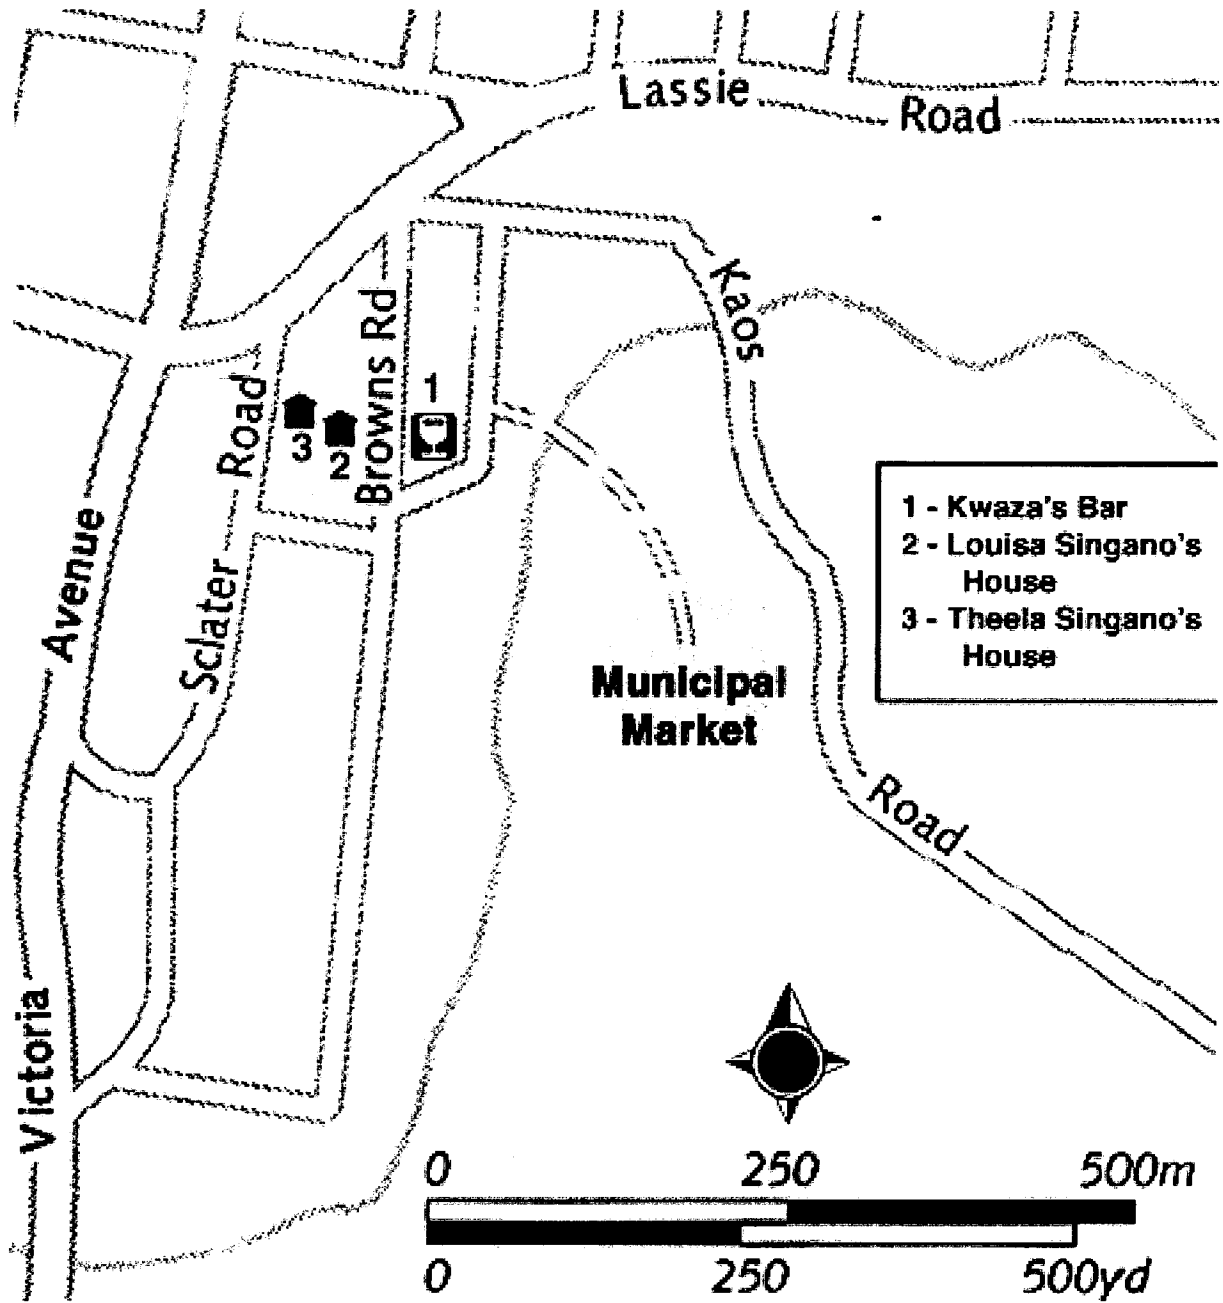 Lassie Road
Kaos Road
Browns Rd
1
3
2
Sclater Road
Victoria Avenue
1 - Kwaza's Bar
2 - Louisa Singano's
House
3 - Theela Singano's
House
Municipal
Market
0 250 500m
0 250 500yd